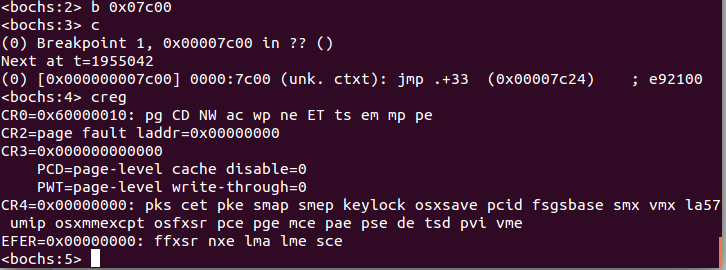 <bochs:2> b 0x07c00
<bochs:3> c
(0) Breakpoint 1, 0x00007c00 in ?? ()
Next at t=1955042
(0) [0x000000007c00] 0000:7c00 (unk. ctxt): jmp .+33  (0x00007c24)    ; e92100
<bochs:4> creg
CR0=0x60000010: pg CD NW ac wp ne ET ts em mp pe
CR2=page fault laddr=0x00000000
CR3=0x000000000000
    PCD=page-level cache disable=0
    PWT=page-level write-through=0
CR4=0x00000000: pks cet pke smap smep keylock osxsave pcid fsgsbase smx vmx la57
 umip osxmmexcpt osfxsr pce pge mce pae pse de tsd pvi vme
EFER=0x00000000: ffxsr nxe lma lme sce
<bochs:5>